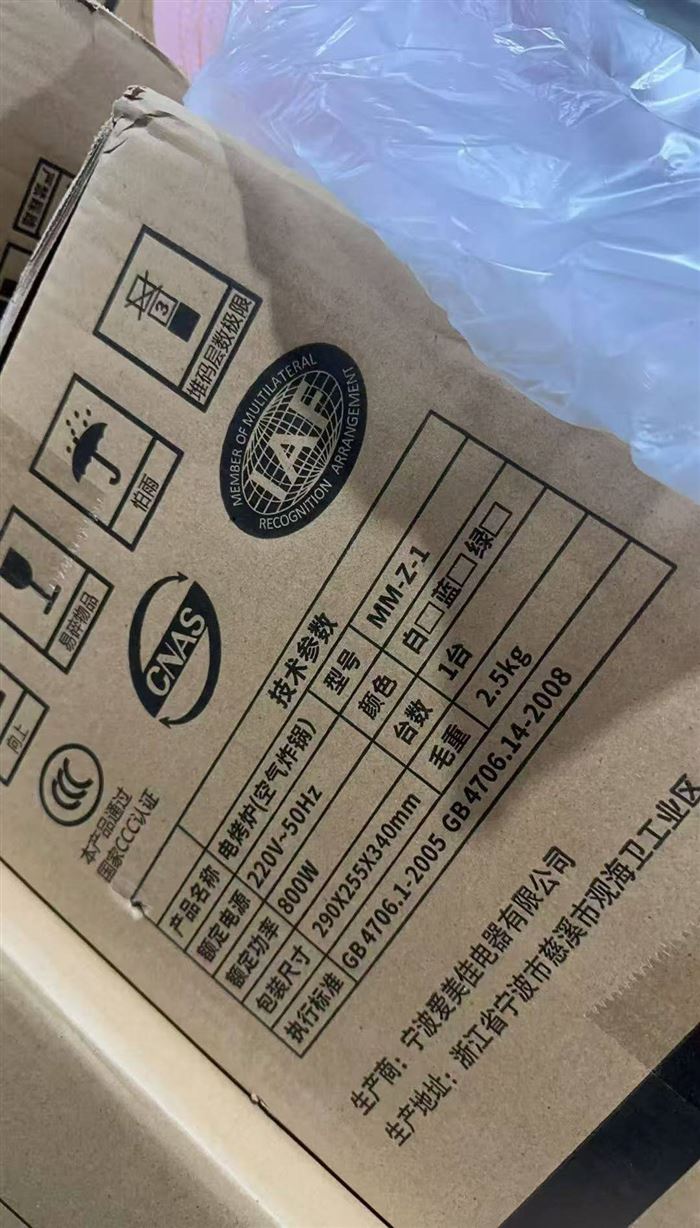 堆码层数极限
3
怕雨
易碎物品
向上
MEMBER OF MULTILATERAL
IAF
RECOGNITION ARRANGEMENT
CNAS
本产品通过
国家CCC认证
技术参数
产品名称 电烤炉(空气炸锅) 型号 MM-Z-1
额定电源 220V~50Hz 颜色 白□ 蓝□ 绿□
额定功率 800W 台数 1台
包装尺寸 290X255X340mm 毛重 2.5kg
执行标准 GB4706.1-2005 GB4706.14-2008
生产商：宁波爱美佳电器有限公司
生产地址：浙江省宁波市慈溪市观海卫工业区